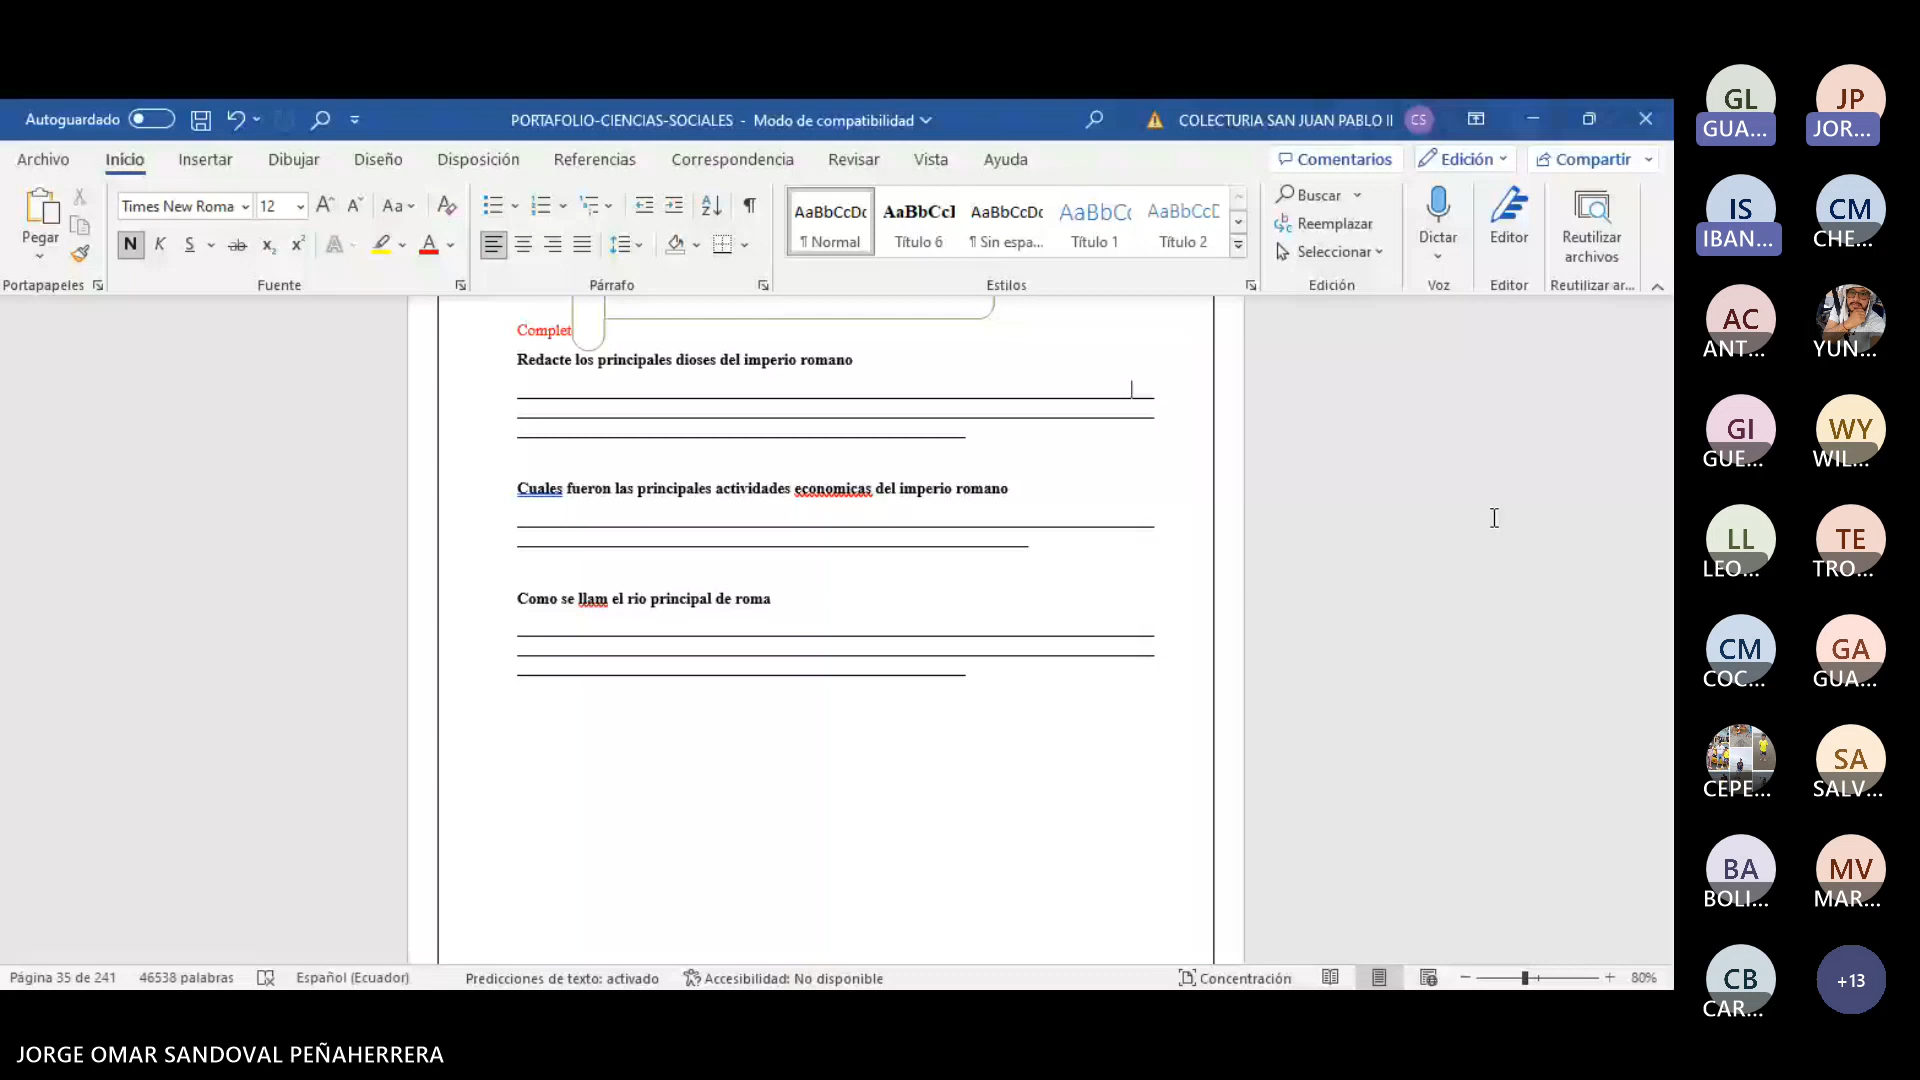 Autoguardado
PORTAFOLIO-CIENCIAS-SOCIALES - Modo de compatibilidad
COLECTURIA SAN JUAN PABLO II CS
Archivo Inicio Insertar Dibujar Diseño Disposición Referencias Correspondencia Revisar Vista Ayuda
Comentarios Edición Compartir
Pegar
Times New Roma 12
Aa
N K S ab x₂ x² A A
AaBbCcDc AaBbCcI AaBbCcDc AaBbCc AaBbCcE
¶ Normal Título 6 ¶ Sin espa... Título 1 Título 2
Buscar
Reemplazar
Seleccionar
Dictar
Editor
Reutilizar
archivos
Portapapeles Fuente Párrafo Estilos Edición Voz Editor Reutilizar ar...
Complet
Redacte los principales dioses del imperio romano
Cuales fueron las principales actividades economicas del imperio romano
Como se llam el rio principal de roma
Página 35 de 241 46538 palabras Español (Ecuador) Predicciones de texto: activado Accesibilidad: No disponible Concentración 80%
GL JP
GUA... JOR...
IS CM
IBAN... CHE...
AC
ANT... YUN...
GI WY
GUE... WIL...
LL TE
LEO... TRO...
CM GA
COC... GUA...
SA
CEPE... SALV...
BA MV
BOLI... MAR...
CB +13
CAR...
JORGE OMAR SANDOVAL PEÑAHERRERA